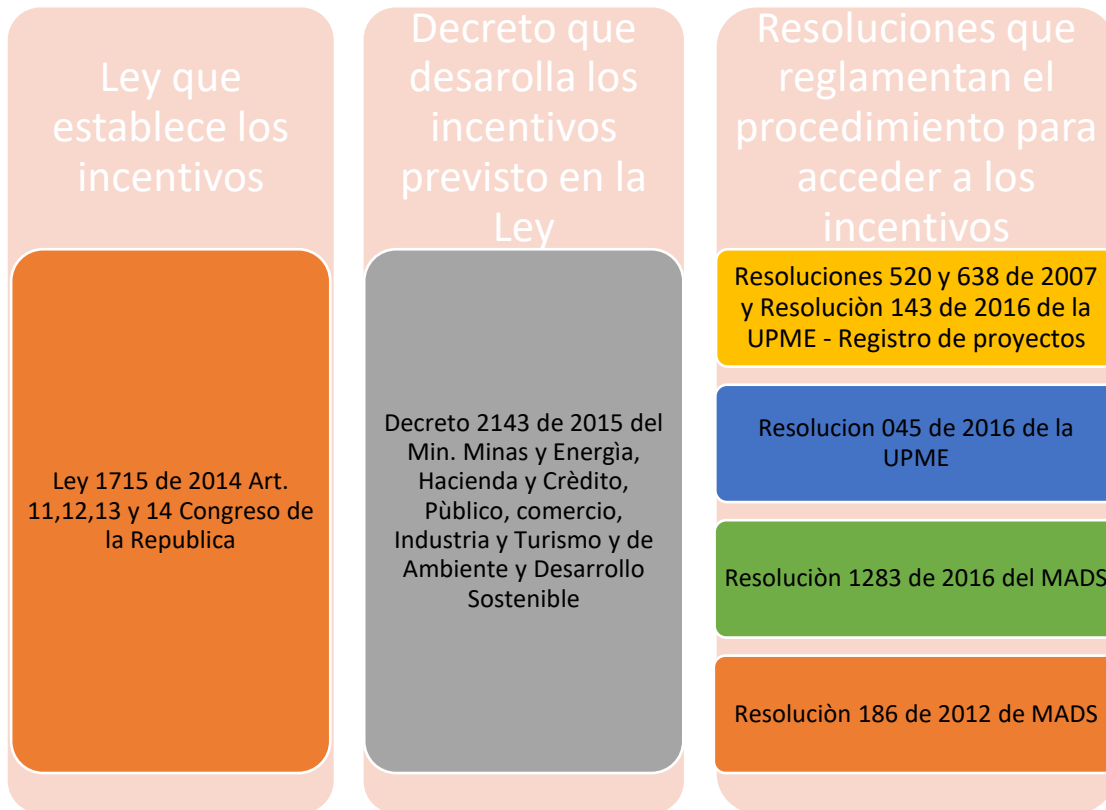 Ley que
establece los
incentivos
Ley 1715 de 2014 Art.
11,12,13 y 14 Congreso de
la Republica
Decreto que
desarolla los
incentivos
previsto en la
Ley
Decreto 2143 de 2015 del
Min. Minas y Energìa,
Hacienda y Crèdito,
Pùblico, comercio,
Industria y Turismo y de
Ambiente y Desarrollo
Sostenible
Resoluciones que
reglamentan el
procedimiento para
acceder a los
incentivos
Resoluciones 520 y 638 de 2007
y Resoluciòn 143 de 2016 de la
UPME - Registro de proyectos
Resolucion 045 de 2016 de la
UPME
Resoluciòn 1283 de 2016 del MADS
Resoluciòn 186 de 2012 de MADS